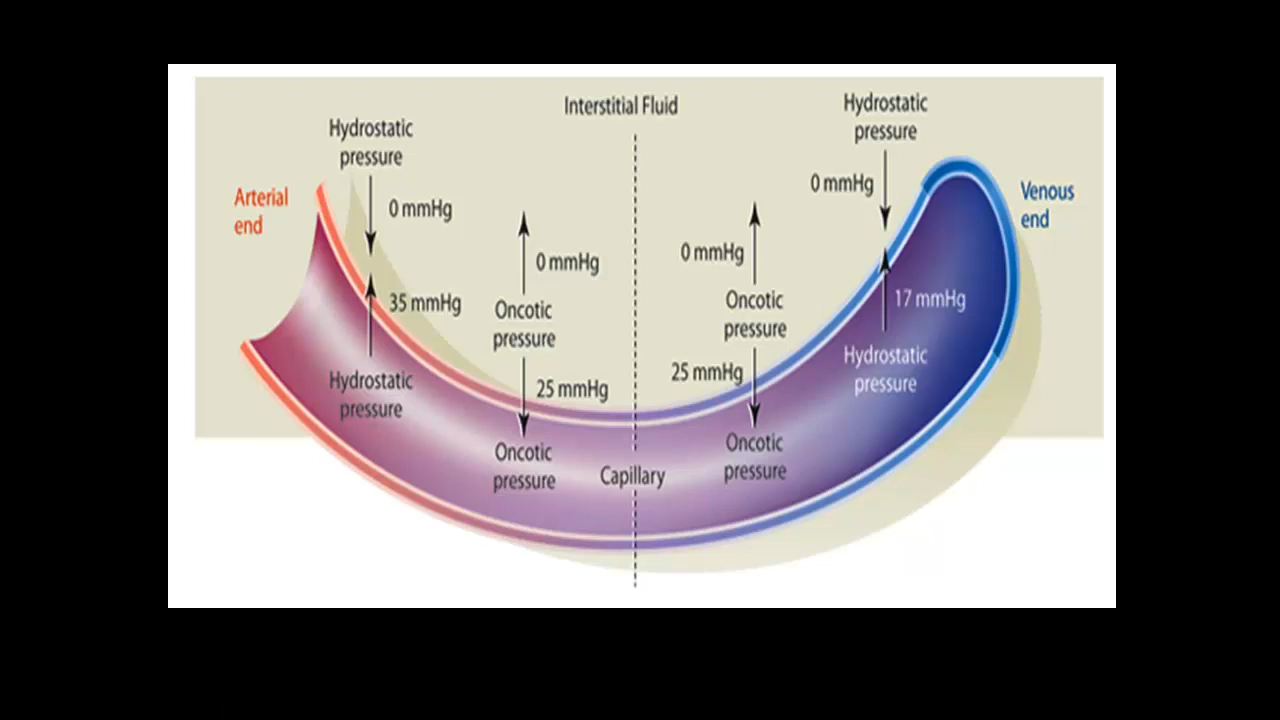 Interstitial Fluid
Hydrostatic
pressure
Hydrostatic
pressure
Arterial
end
0 mmHg
0 mmHg
Venous
end
0 mmHg
0 mmHg
35 mmHg
Oncotic
pressure
Oncotic
pressure
17 mmHg
Hydrostatic
pressure
25 mmHg
25 mmHg
Hydrostatic
pressure
Oncotic
pressure
Capillary
Oncotic
pressure